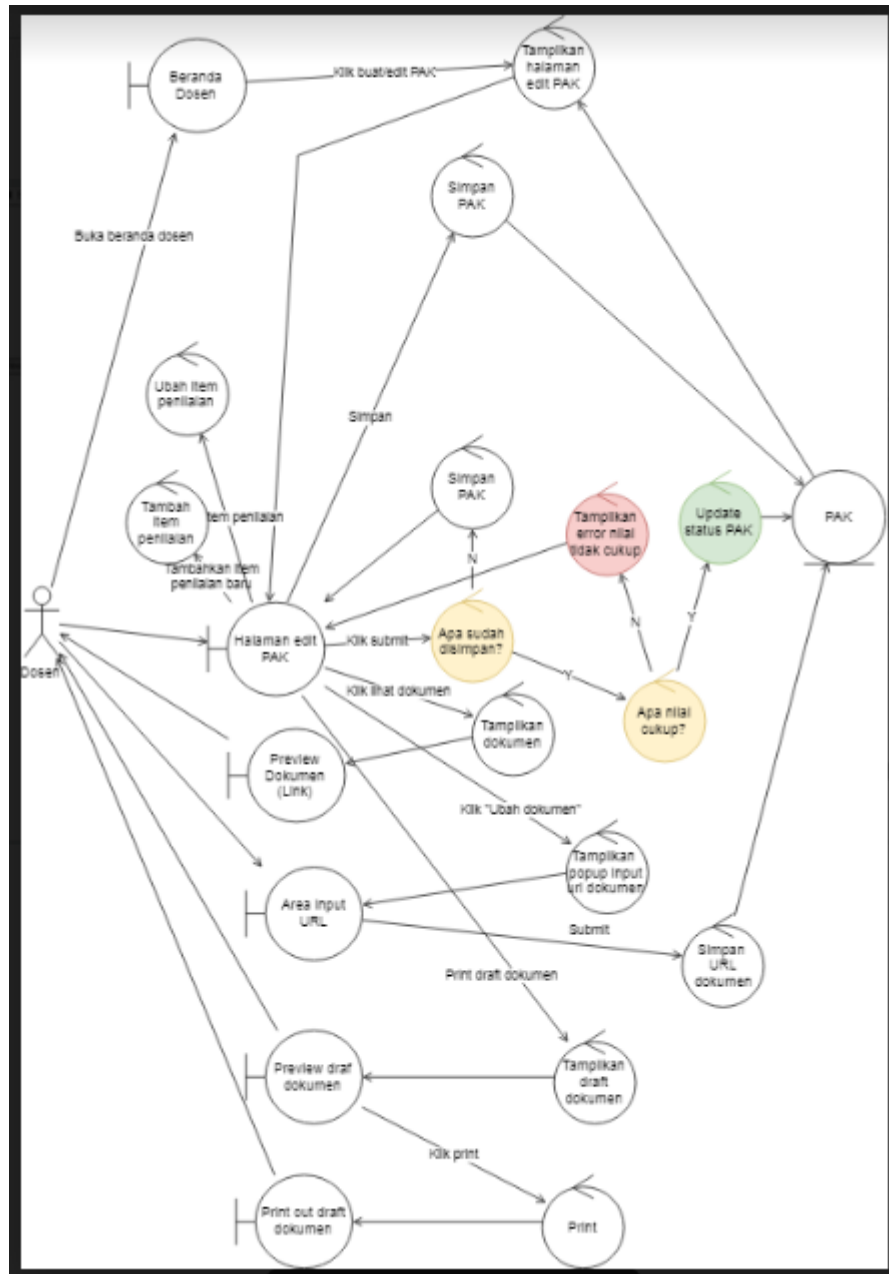 Beranda
Dosen
Klik buat/edit PAK
Tampilkan
halaman
edit PAK
Simpan
PAK
Buka beranda dosen
Ubah item
penilaian
Simpan
Tambah
item
penilaian
tem penilaian
Tambahkan item
penilaian baru
Simpan
PAK
N
Tampilkan
error nilai
tidak cukup
Update
status PAK
PAK
Dosen
Halaman edit
PAK
Klik submit
Apa sudah
disimpan?
Y
N
Y
Apa nilai
cukup?
Klik lihat dokumen
Tampilkan
dokumen
Preview
Dokumen
(Link)
Klik "Ubah dokumen"
Tampilkan
popup input
url dokumen
Area input
URL
Submit
Simpan
URL
dokumen
Print draft dokumen
Preview draf
dokumen
Tampilkan
draft
dokumen
Klik print
Print out draft
dokumen
Print